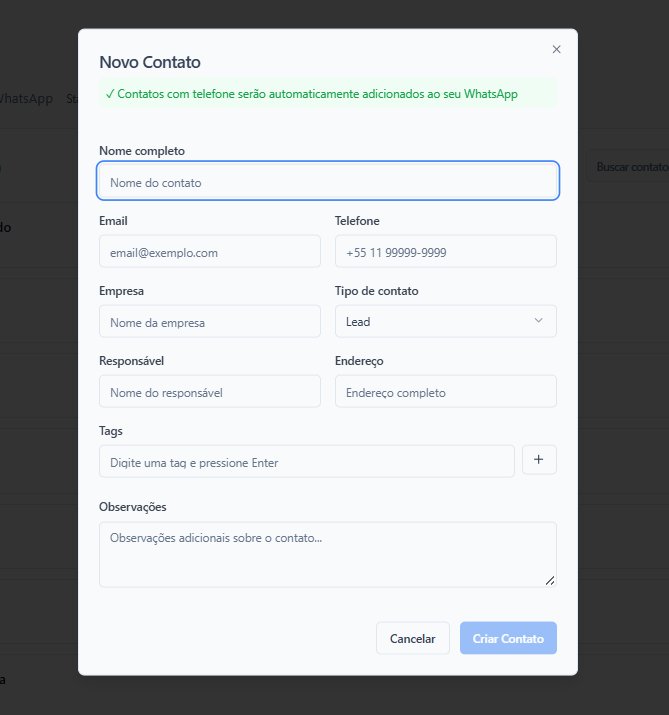 Novo Contato
✓ Contatos com telefone serão automaticamente adicionados ao seu WhatsApp
WhatsApp
Buscar contato
Nome completo
Nome do contato
Email
Telefone
email@exemplo.com
+55 11 99999-9999
Empresa
Tipo de contato
Nome da empresa
Lead
Responsável
Endereço
Nome do responsável
Endereço completo
Tags
Digite uma tag e pressione Enter
+
Observações
Observações adicionais sobre o contato...
Cancelar
Criar Contato